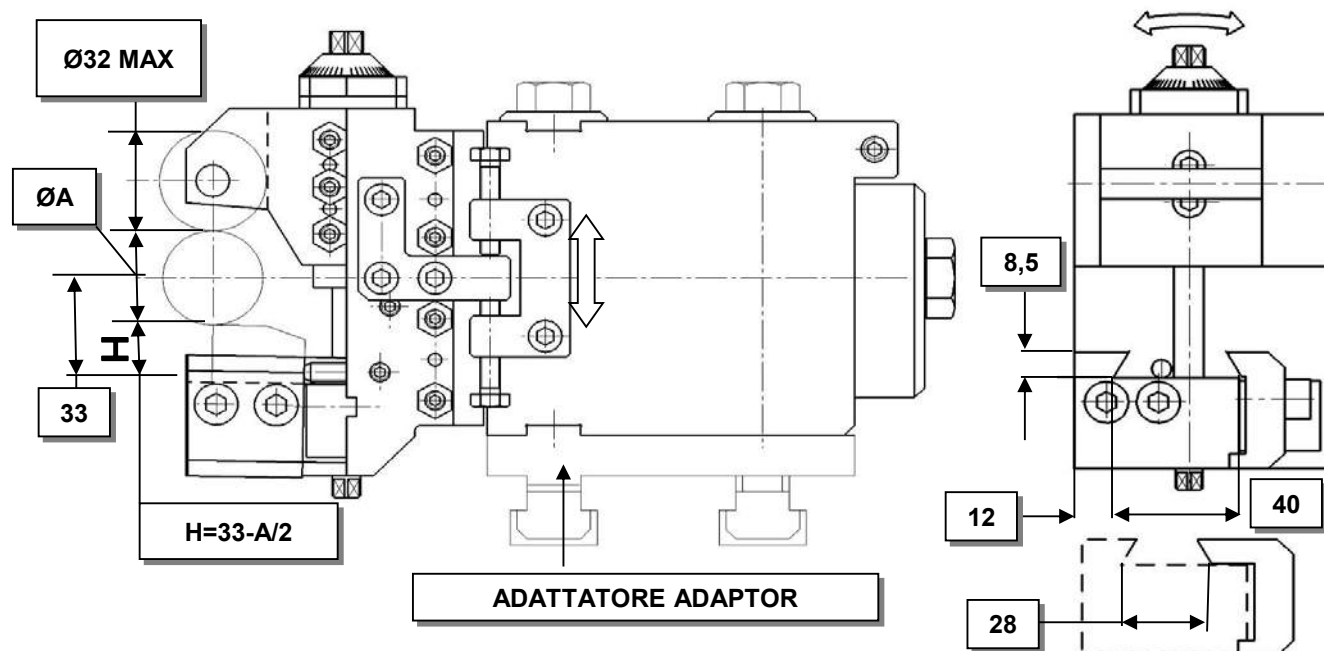 Ø32 MAX
ØA
H
33
H=33-A/2
ADATTATORE ADAPTOR
8,5
12
40
28